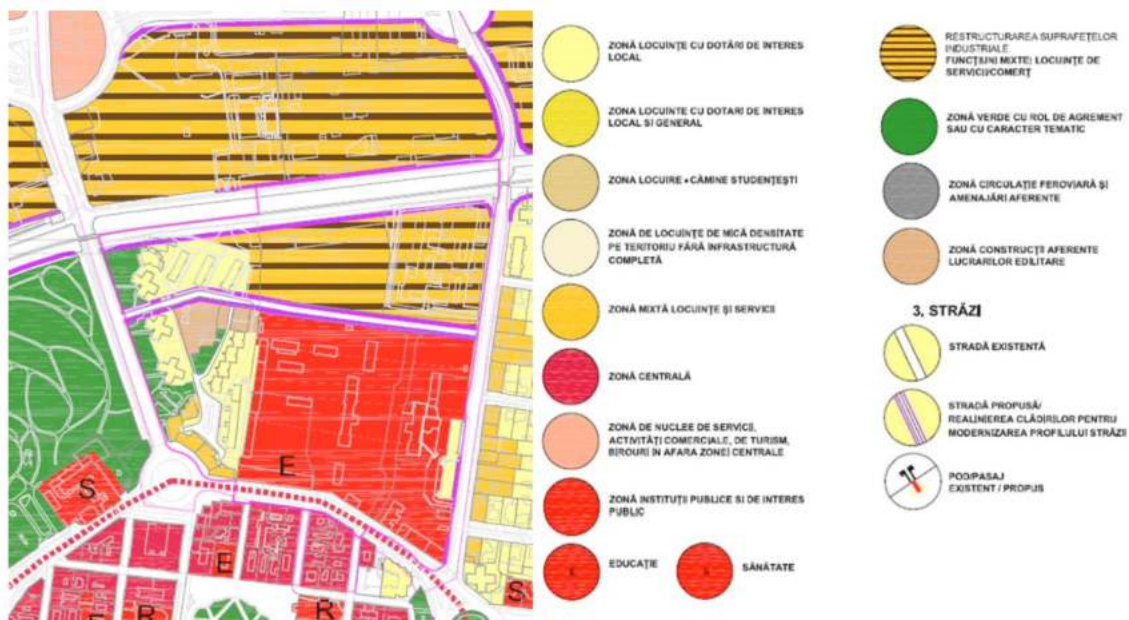 ZONĂ LOCUINȚE CU DOTĂRI DE INTERES
LOCAL
ZONA LOCUINTE CU DOTARI DE INTERES
LOCAL SI GENERAL
ZONA LOCUIRE + CĂMINE STUDENȚEȘTI
ZONĂ DE LOCUINȚE DE MICĂ DENSITATE
PE TERITORIU FĂRĂ INFRASTRUCTURĂ
COMPLETĂ
ZONĂ MIXTĂ LOCUINȚE ȘI SERVICII
ZONĂ CENTRALĂ
ZONĂ DE NUCLEE DE SERVICII,
ACTIVITĂȚI COMERCIALE, DE TURISM,
BIROURI ÎN AFARA ZONEI CENTRALE
ZONĂ INSTITUȚII PUBLICE SI DE INTERES
PUBLIC
EDUCAȚIE
SĂNĂTATE
RESTRUCTURAREA SUPRAFEȚELOR
INDUSTRIALE
FUNCȚIUNI MIXTE: LOCUINȚE DE
SERVICII/COMERȚ
ZONĂ VERDE CU ROL DE AGREMENT
SAU CU CARACTER TEMATIC
ZONĂ CIRCULAȚIE FEROVIARĂ ȘI
AMENAJĂRI AFERENTE
ZONĂ CONSTRUCȚII AFERENTE
LUCRARILOR EDILITARE
3, STRĂZI
STRADĂ EXISTENTĂ
STRADĂ PROPUSĂ/
REALINIEREA CLĂDIRILOR PENTRU
MODERNIZAREA PROFILULUI STRĂZII
POD/PASAJ
EXISTENT / PROPUS
E
S
E
S
R